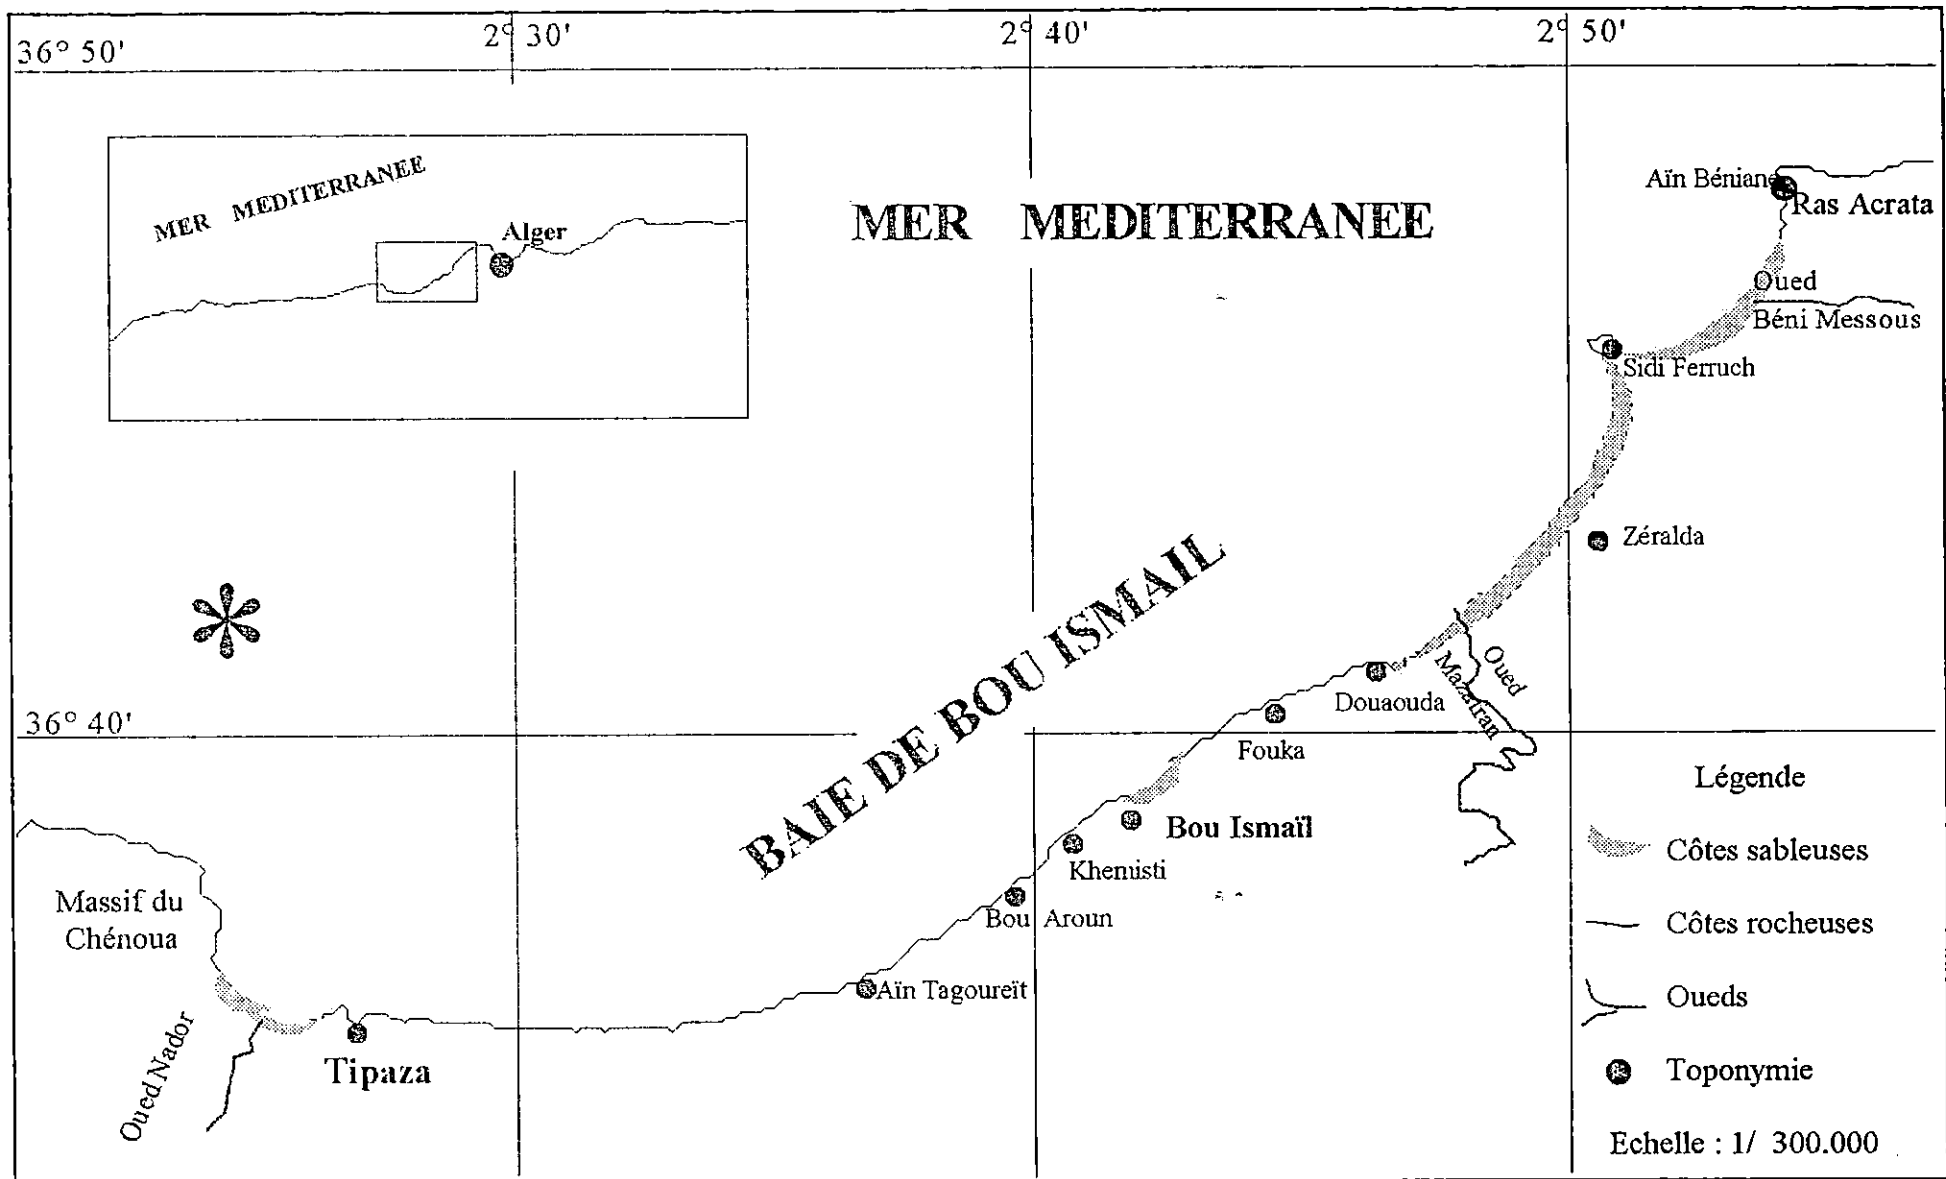 2° 30'
2° 40'
2° 50'
36° 50'
MER MEDITERRANEE
Alger
MER MEDITERRANEE
Aïn Béniane
Ras Acrata
Oued
Béni Messous
Sidi Ferruch
Zéralda
BAIE DE BOU ISMAIL
Oued
Mazafran
Douaouda
36° 40'
Fouka
Bou Ismaïl
Khemisti
Bou Aroun
Aïn Tagoureït
Massif du
Chénoua
Oued Nador
Tipaza
Légende
Côtes sableuses
Côtes rocheuses
Oueds
Toponymie
Echelle : 1/ 300.000